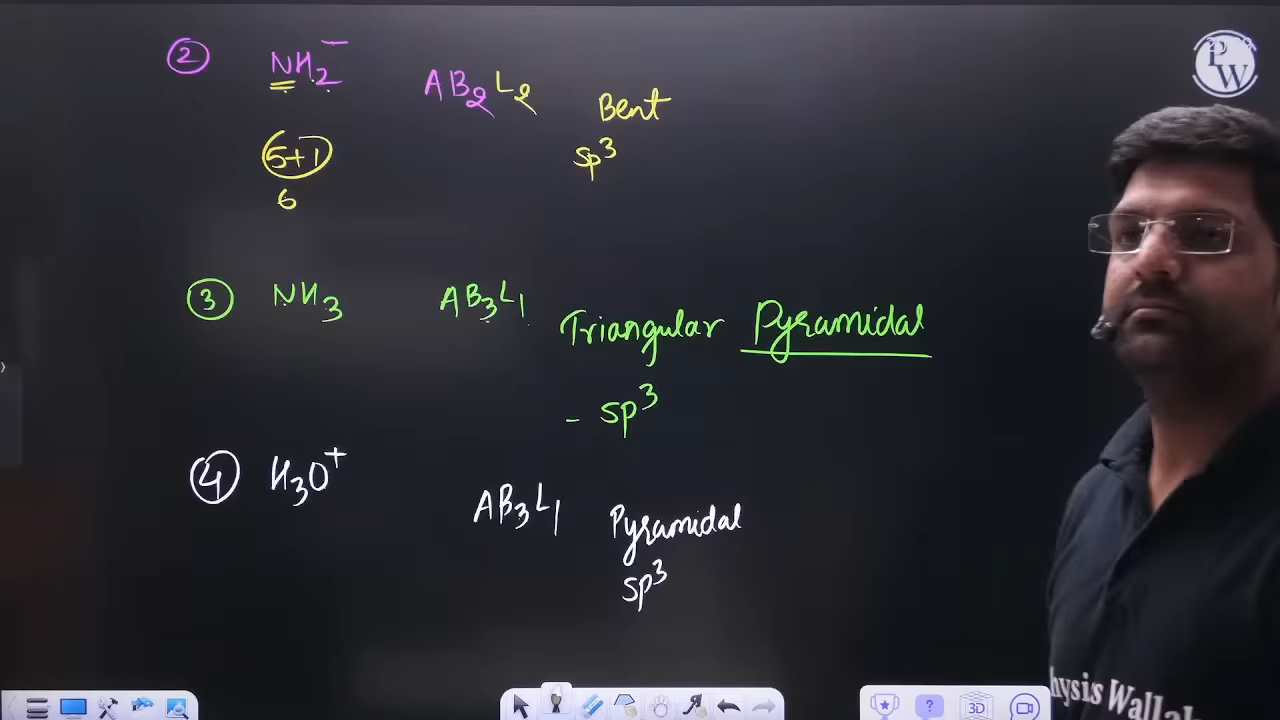 ② NH2⁻ AB2L2 Bent
sp³
5+1
6
③ NH3 AB3L1 Triangular Pyramidal
- sp³
④ H3O⁺ AB3L1 Pyramidal
sp³
PW
3D
?
hysis Walla